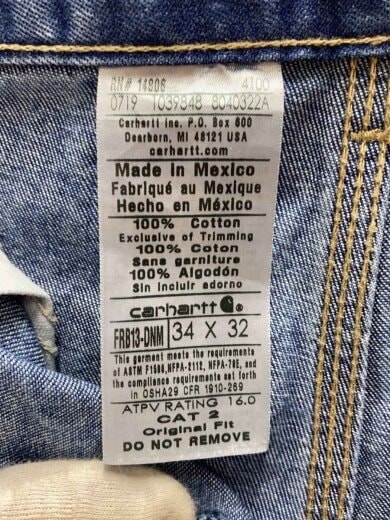 RN# 14806 4100
0719 1039848 8040322A
Carhartt Inc. P.O. Box 600
Dearborn, MI 48121 USA
carhartt.com
Made in Mexico
Fabriqué au Mexique
Hecho en México
100% Cotton
Exclusive of Trimming
100% Coton
Sans garniture
100% Algodón
Sin incluir adorno
carhartt
FRB13-DNM 34 X 32
This garment meets the requirements
of ASTM F1506, NFPA-2112, NFPA-70E, and
the compliance requirements set forth
in OSHA29 CFR 1910-269
ATPV RATING 16.0
CAT 2
Original Fit
DO NOT REMOVE